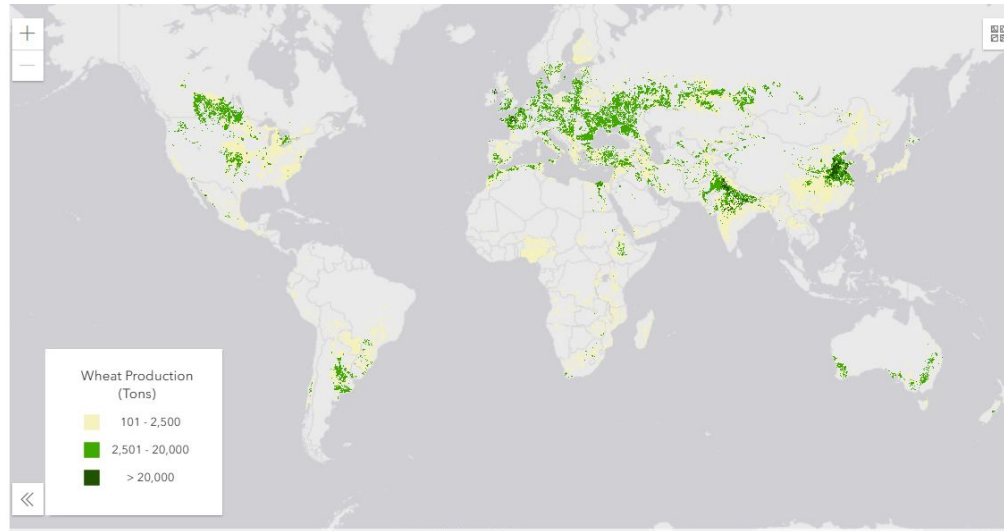 Wheat Production
(Tons)
101 - 2,500
2,501 - 20,000
> 20,000